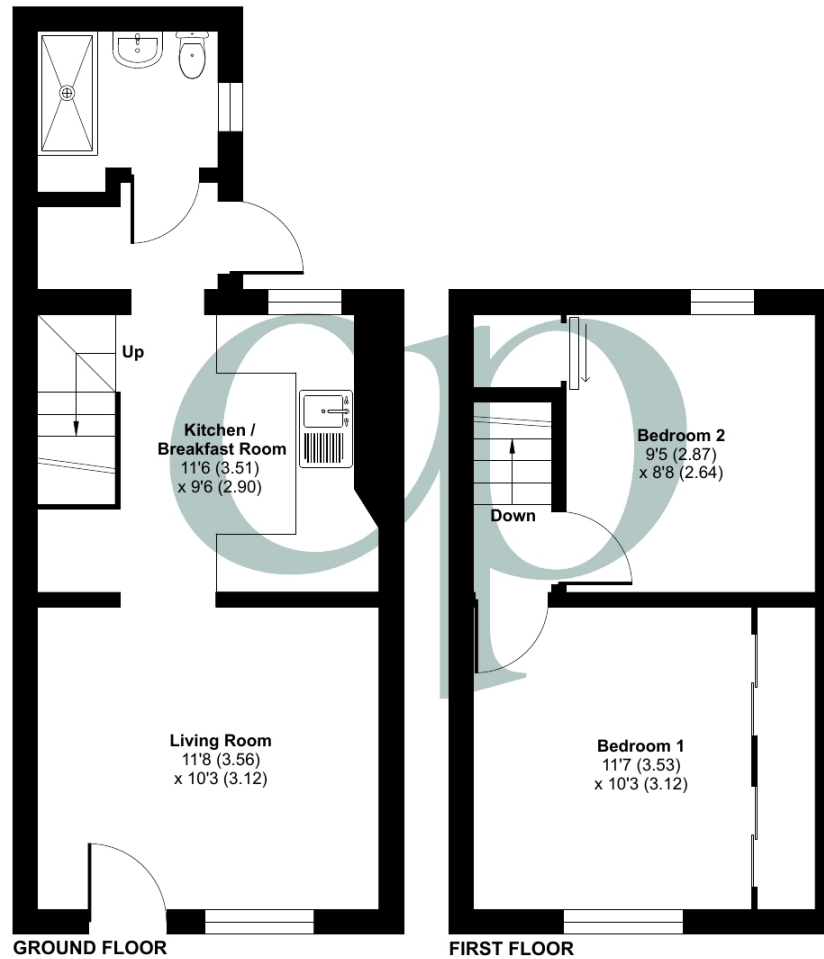 Up
Kitchen /
Breakfast Room
11'6 (3.51)
x 9'6 (2.90)
Living Room
11'8 (3.56)
x 10'3 (3.12)
GROUND FLOOR
Bedroom 2
9'5 (2.87)
x 8'8 (2.64)
Down
Bedroom 1
11'7 (3.53)
x 10'3 (3.12)
FIRST FLOOR
op